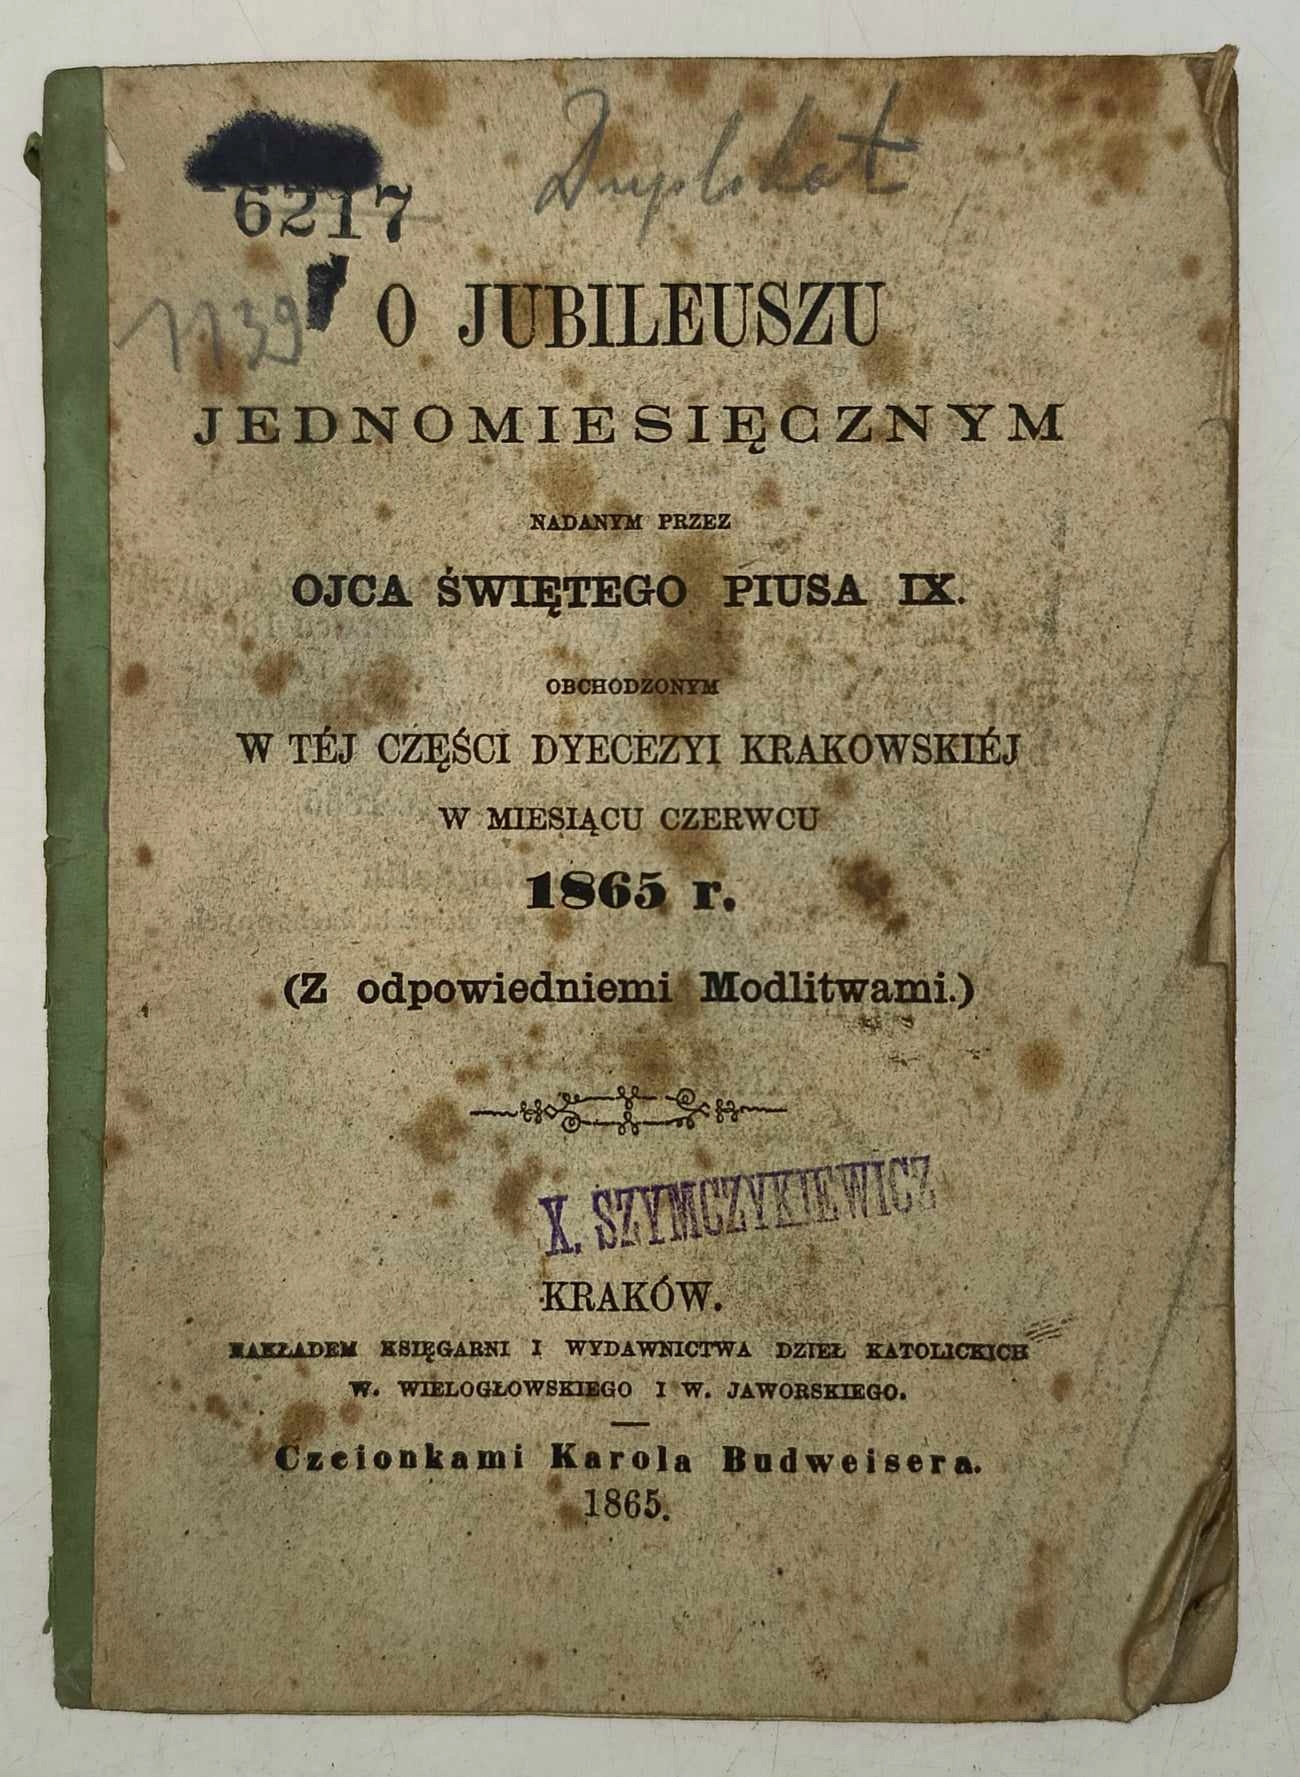 Duplikat
6217
1139
O JUBILEUSZU
JEDNOMIESIĘCZNYM
NADANYM PRZEZ
OJCA ŚWIĘTEGO PIUSA IX.
OBCHODZONYM
W TÉJ CZĘŚCI DYECEZYI KRAKOWSKIÉJ
W MIESIĄCU CZERWCU
1865 r.
(Z odpowiedniemi Modlitwami.)
X. SZYMCZYKIEWICZ
KRAKÓW.
NAKŁADEM KSIĘGARNI I WYDAWNICTWA DZIEŁ KATOLICKICH
W. WIELOGŁOWSKIEGO I W. JAWORSKIEGO.
Czcionkami Karola Budweisera.
1865.